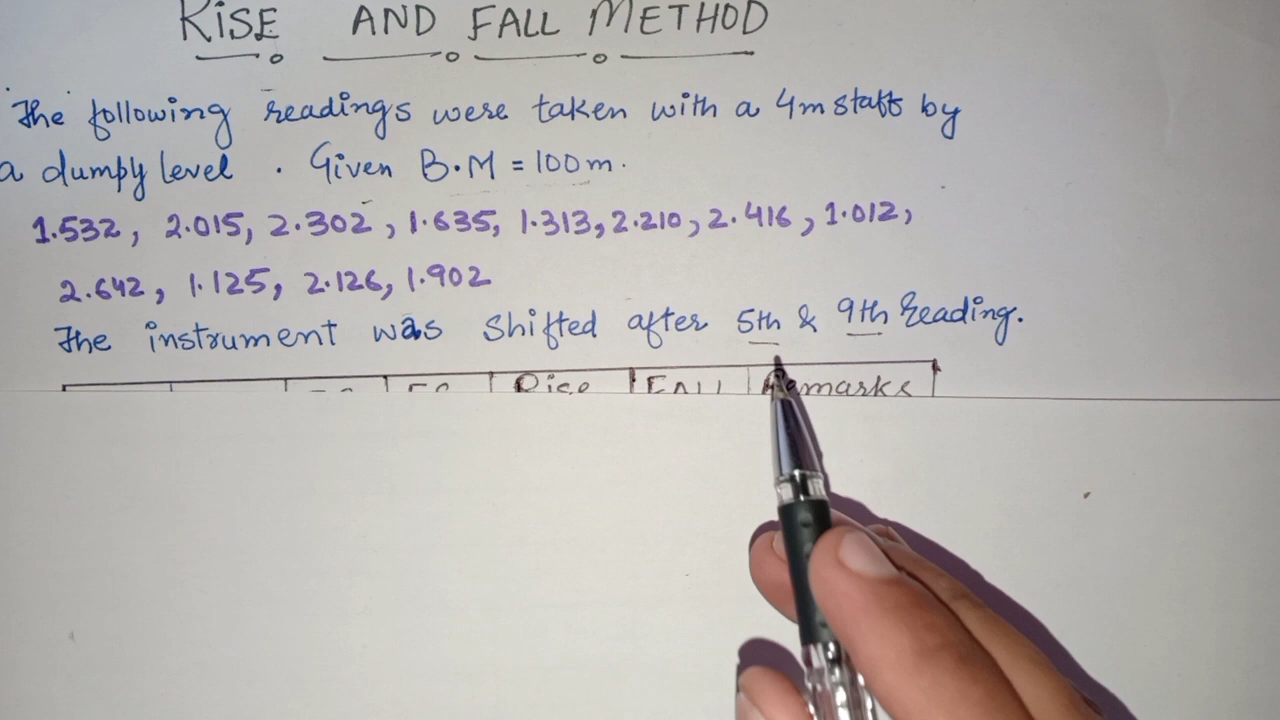 RISE AND FALL METHOD
The following readings were taken with a 4m staff by
a dumpy level. Given B.M = 100m.
1.532, 2.015, 2.302, 1.635, 1.313, 2.210, 2.416, 1.012,
2.642, 1.125, 2.126, 1.902
The instrument was shifted after 5th & 9th reading.
Rise Fall Remarks